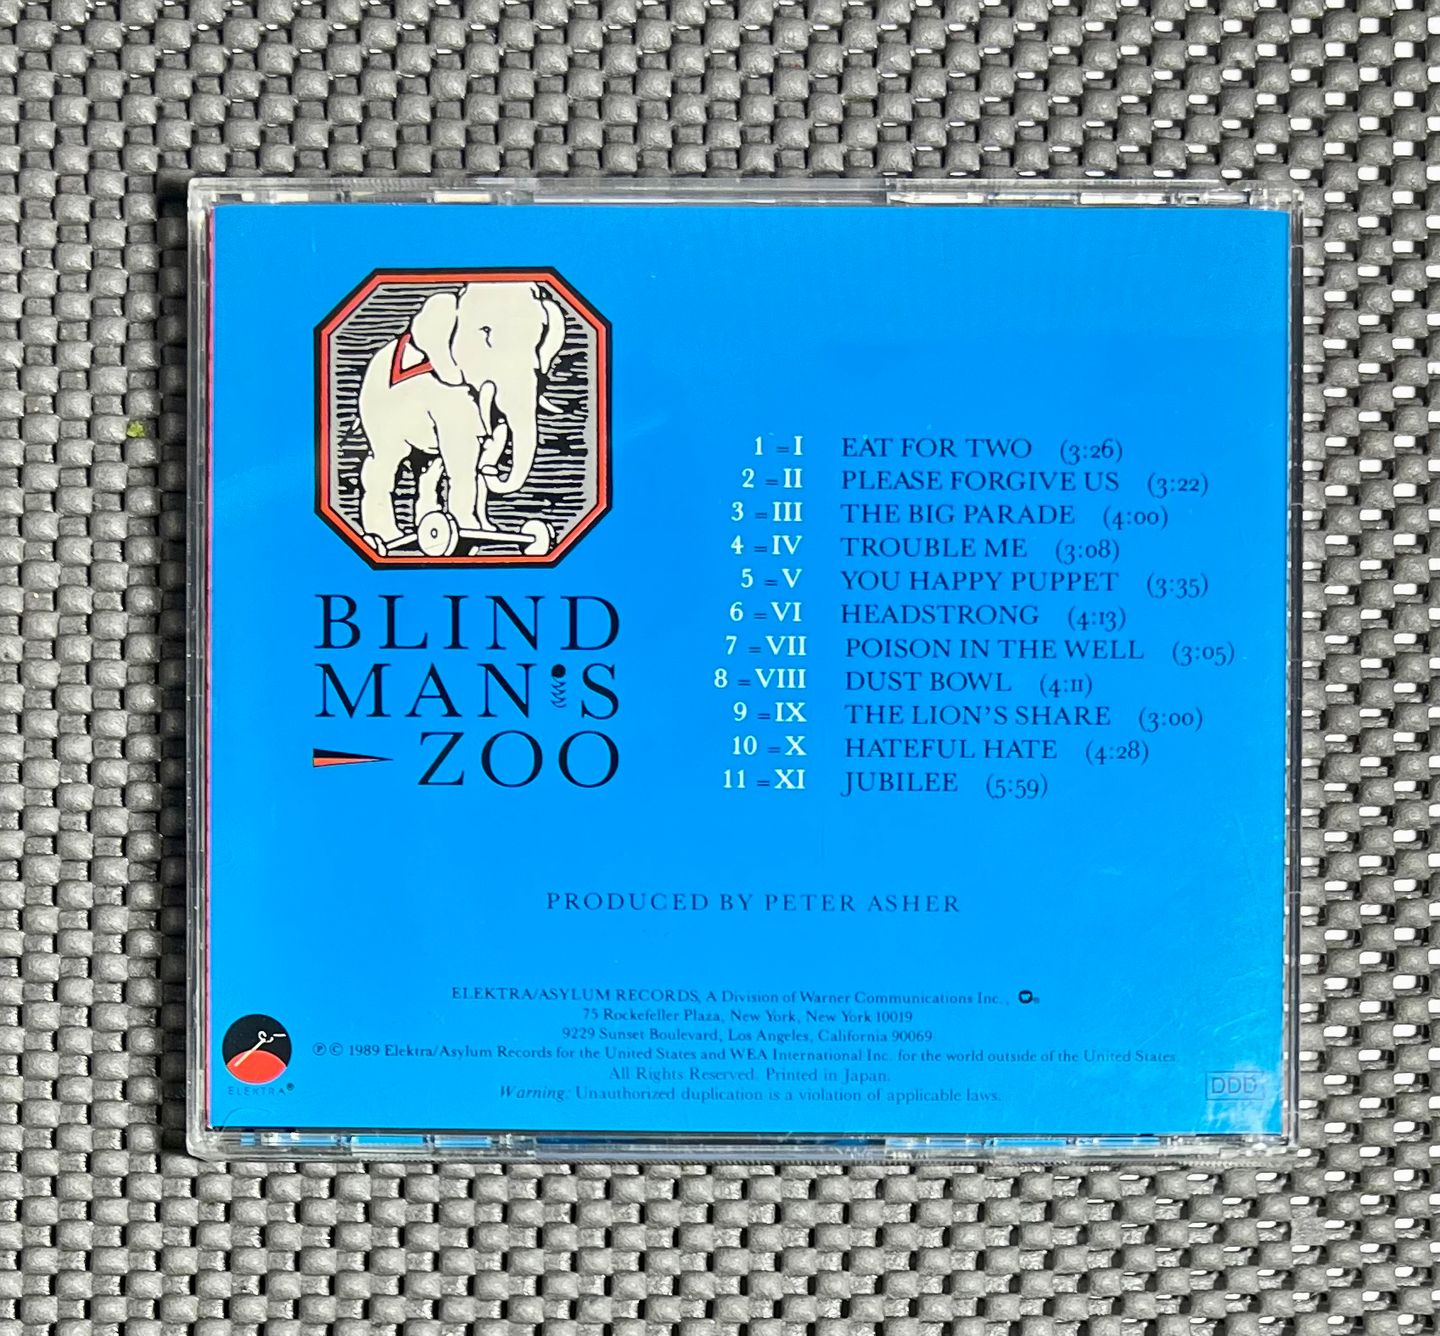 BLIND
MAN'S
ZOO
1 = I EAT FOR TWO (3:26)
2 = II PLEASE FORGIVE US (3:22)
3 = III THE BIG PARADE (4:00)
4 = IV TROUBLE ME (3:08)
5 = V YOU HAPPY PUPPET (3:35)
6 = VI HEADSTRONG (4:13)
7 = VII POISON IN THE WELL (3:05)
8 = VIII DUST BOWL (4:11)
9 = IX THE LION'S SHARE (3:00)
10 = X HATEFUL HATE (4:28)
11 = XI JUBILEE (5:59)
PRODUCED BY PETER ASHER
ELEKTRA/ASYLUM RECORDS, A Division of Warner Communications Inc.,
75 Rockefeller Plaza, New York, New York 10019
9229 Sunset Boulevard, Los Angeles, California 90069
℗ © 1989 Elektra/Asylum Records for the United States and WEA International Inc. for the world outside of the United States.
All Rights Reserved. Printed in Japan.
Warning: Unauthorized duplication is a violation of applicable laws.
ELEKTRA®
DDD